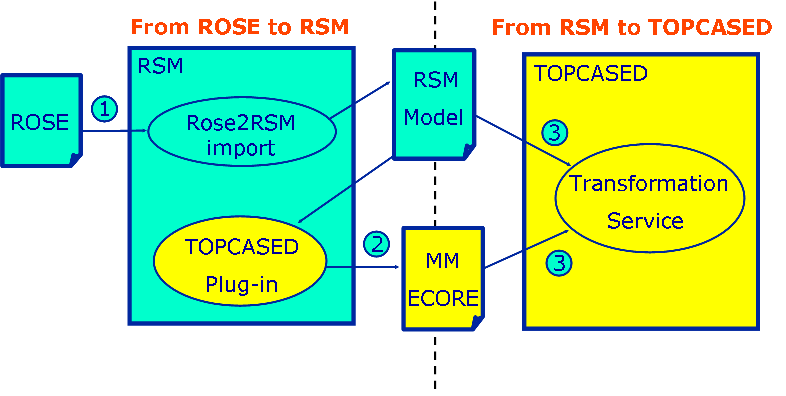 From ROSE to RSM
From RSM to TOPCASED
RSM
ROSE
1
Rose2RSM
import
RSM
Model
TOPCASED
3
Transformation
Service
TOPCASED
Plug-in
2
MM
ECORE
3